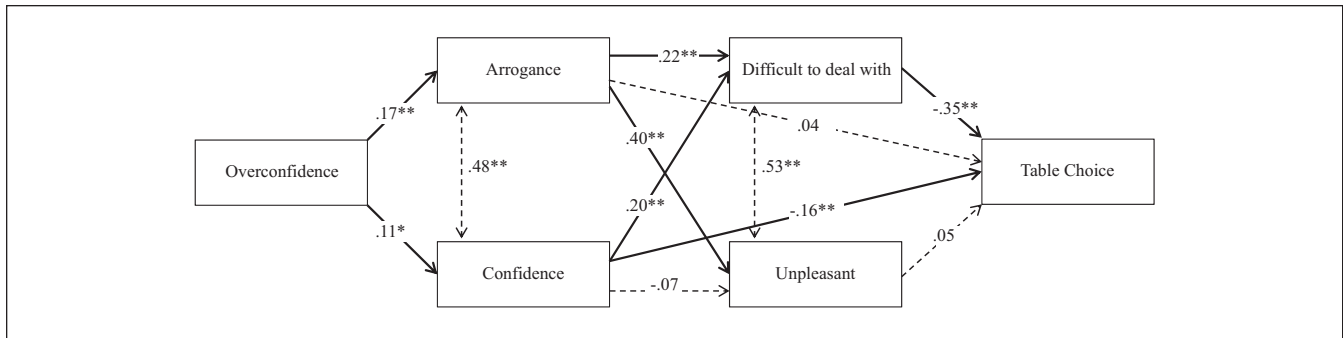 Arrogance
.22**
Difficult to deal with
.17**
-.35**
.04
.40**
Overconfidence
.48**
.53**
Table Choice
.20**
-.16**
.11*
.05
Confidence
-.07
Unpleasant